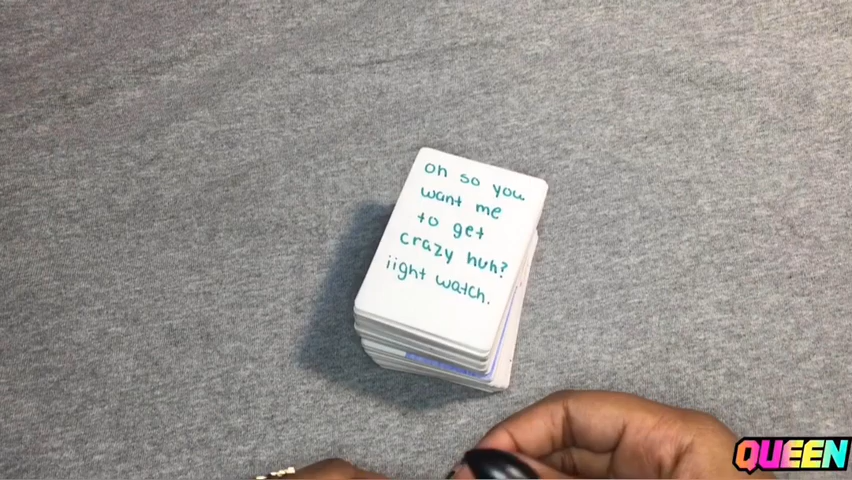 oh so you
want me
to get
crazy huh?
iight watch.
QUEEN